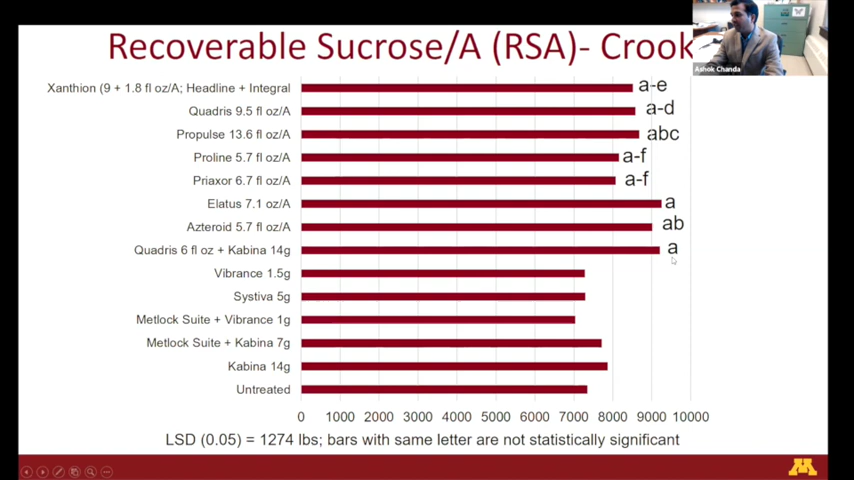 Recoverable Sucrose/A (RSA)- Crook
Ashok Chanda
Xanthion (9 + 1.8 fl oz/A; Headline + Integral a-e
Quadris 9.5 fl oz/A a-d
Propulse 13.6 fl oz/A abc
Proline 5.7 fl oz/A a-f
Priaxor 6.7 fl oz/A a-f
Elatus 7.1 oz/A a
Azteroid 5.7 fl oz/A ab
Quadris 6 fl oz + Kabina 14g a
Vibrance 1.5g
Systiva 5g
Metlock Suite + Vibrance 1g
Metlock Suite + Kabina 7g
Kabina 14g
Untreated
0 1000 2000 3000 4000 5000 6000 7000 8000 9000 10000
LSD (0.05) = 1274 lbs; bars with same letter are not statistically significant
M